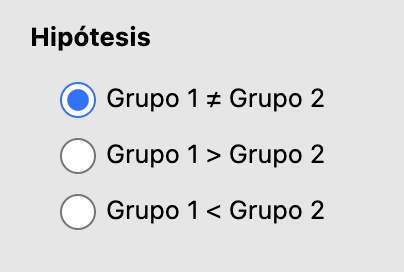 Hipótesis
Grupo 1 ≠ Grupo 2
Grupo 1 > Grupo 2
Grupo 1 < Grupo 2